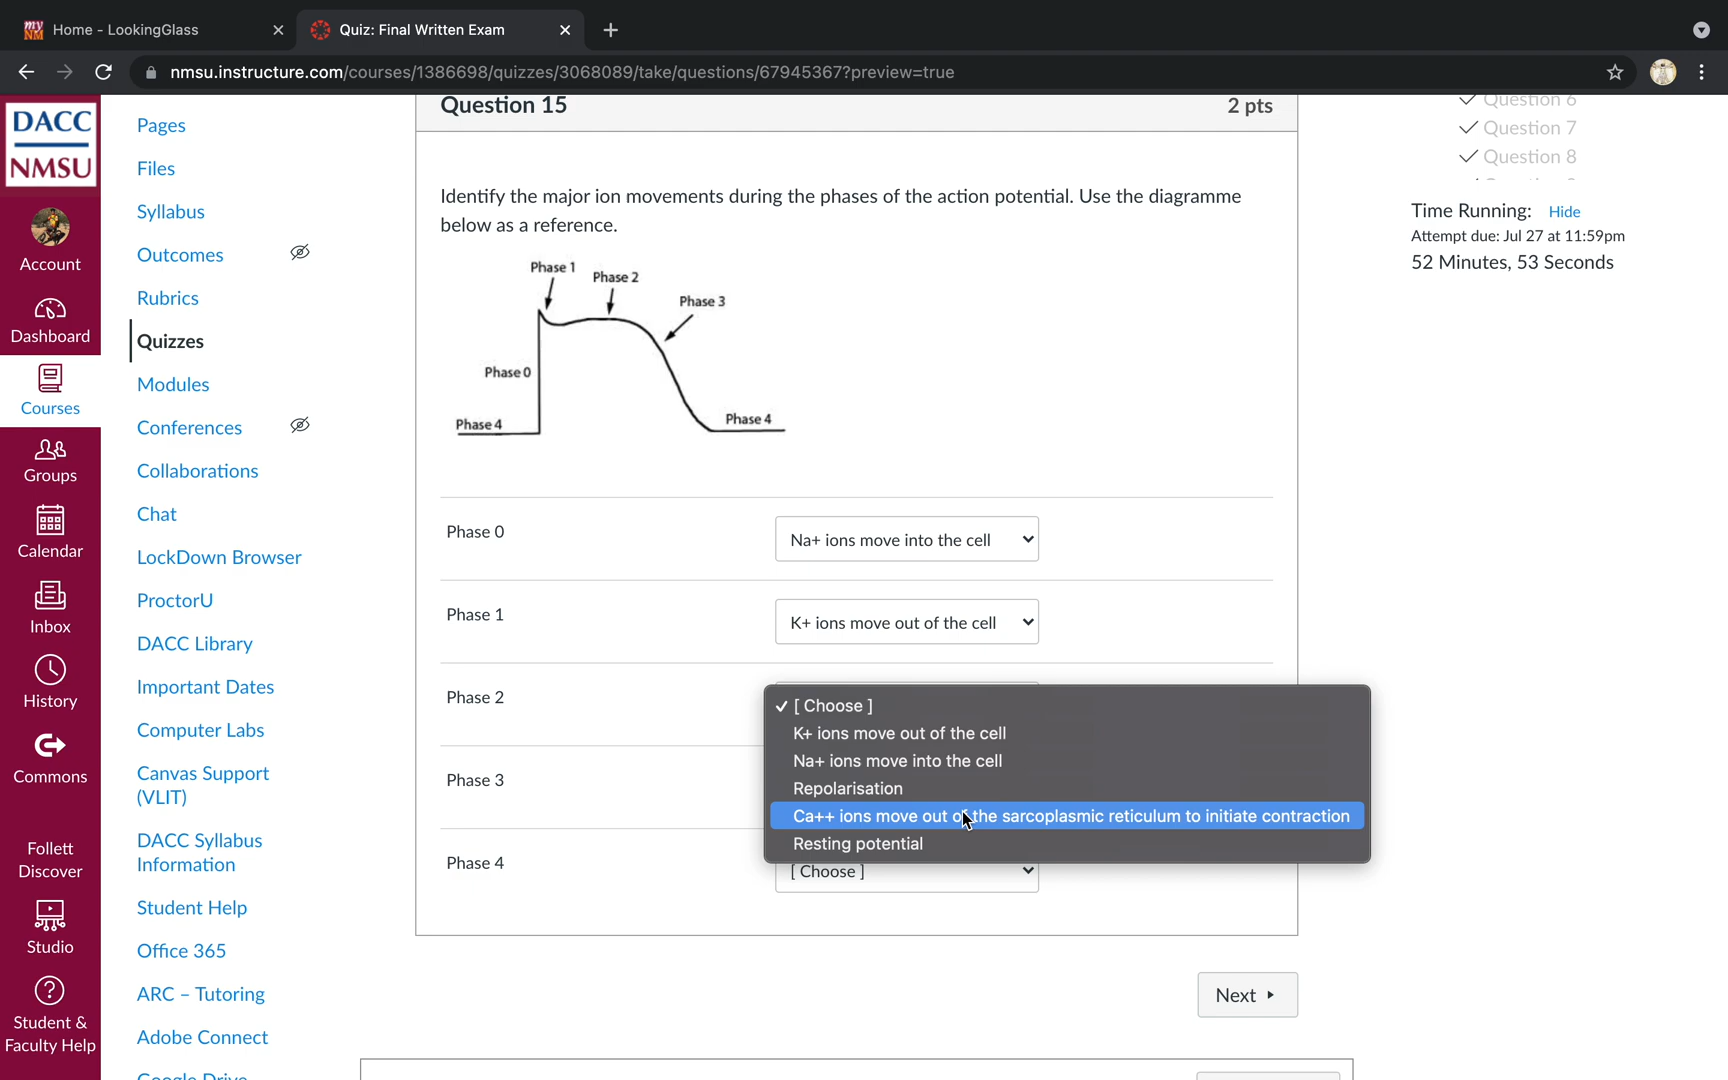 my NM
Home - LookingGlass
Quiz: Final Written Exam
nmsu.instructure.com/courses/1386698/quizzes/3068089/take/questions/67945367?preview=true
DACC
NMSU
Account
Dashboard
Courses
Groups
Calendar
Inbox
History
Commons
Follett
Discover
Studio
Student &
Faculty Help
Pages
Files
Syllabus
Outcomes
Rubrics
Quizzes
Modules
Conferences
Collaborations
Chat
LockDown Browser
ProctorU
DACC Library
Important Dates
Computer Labs
Canvas Support
(VLIT)
DACC Syllabus
Information
Student Help
Office 365
ARC – Tutoring
Adobe Connect
Google Drive
Question 15
2 pts
Identify the major ion movements during the phases of the action potential. Use the diagramme
below as a reference.
Phase 1
Phase 2
Phase 3
Phase 0
Phase 4
Phase 4
Phase 0
Na+ ions move into the cell
Phase 1
K+ ions move out of the cell
Phase 2
[ Choose ]
K+ ions move out of the cell
Na+ ions move into the cell
Repolarisation
Ca++ ions move out of the sarcoplasmic reticulum to initiate contraction
Resting potential
Phase 3
Phase 4
[ Choose ]
Next
Question 6
Question 7
Question 8
Time Running: Hide
Attempt due: Jul 27 at 11:59pm
52 Minutes, 53 Seconds